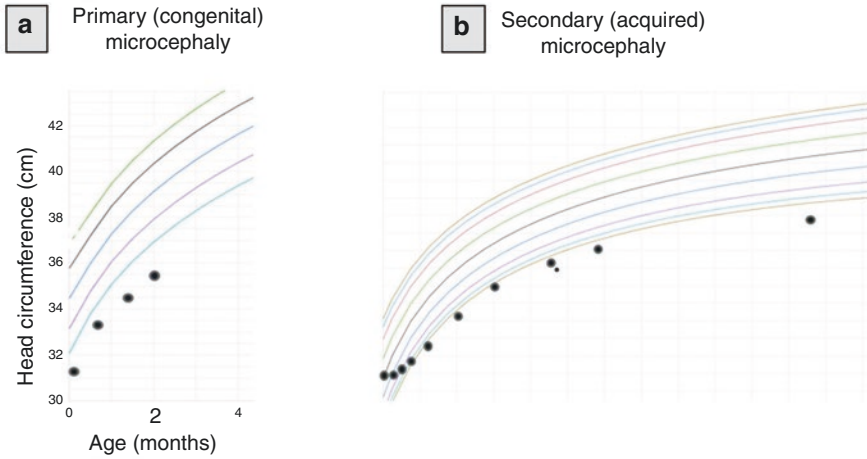 a
Primary (congenital)
microcephaly
b
Secondary (acquired)
microcephaly
Head circumference (cm)
42
40
38
36
34
32
30
0
2
4
Age (months)